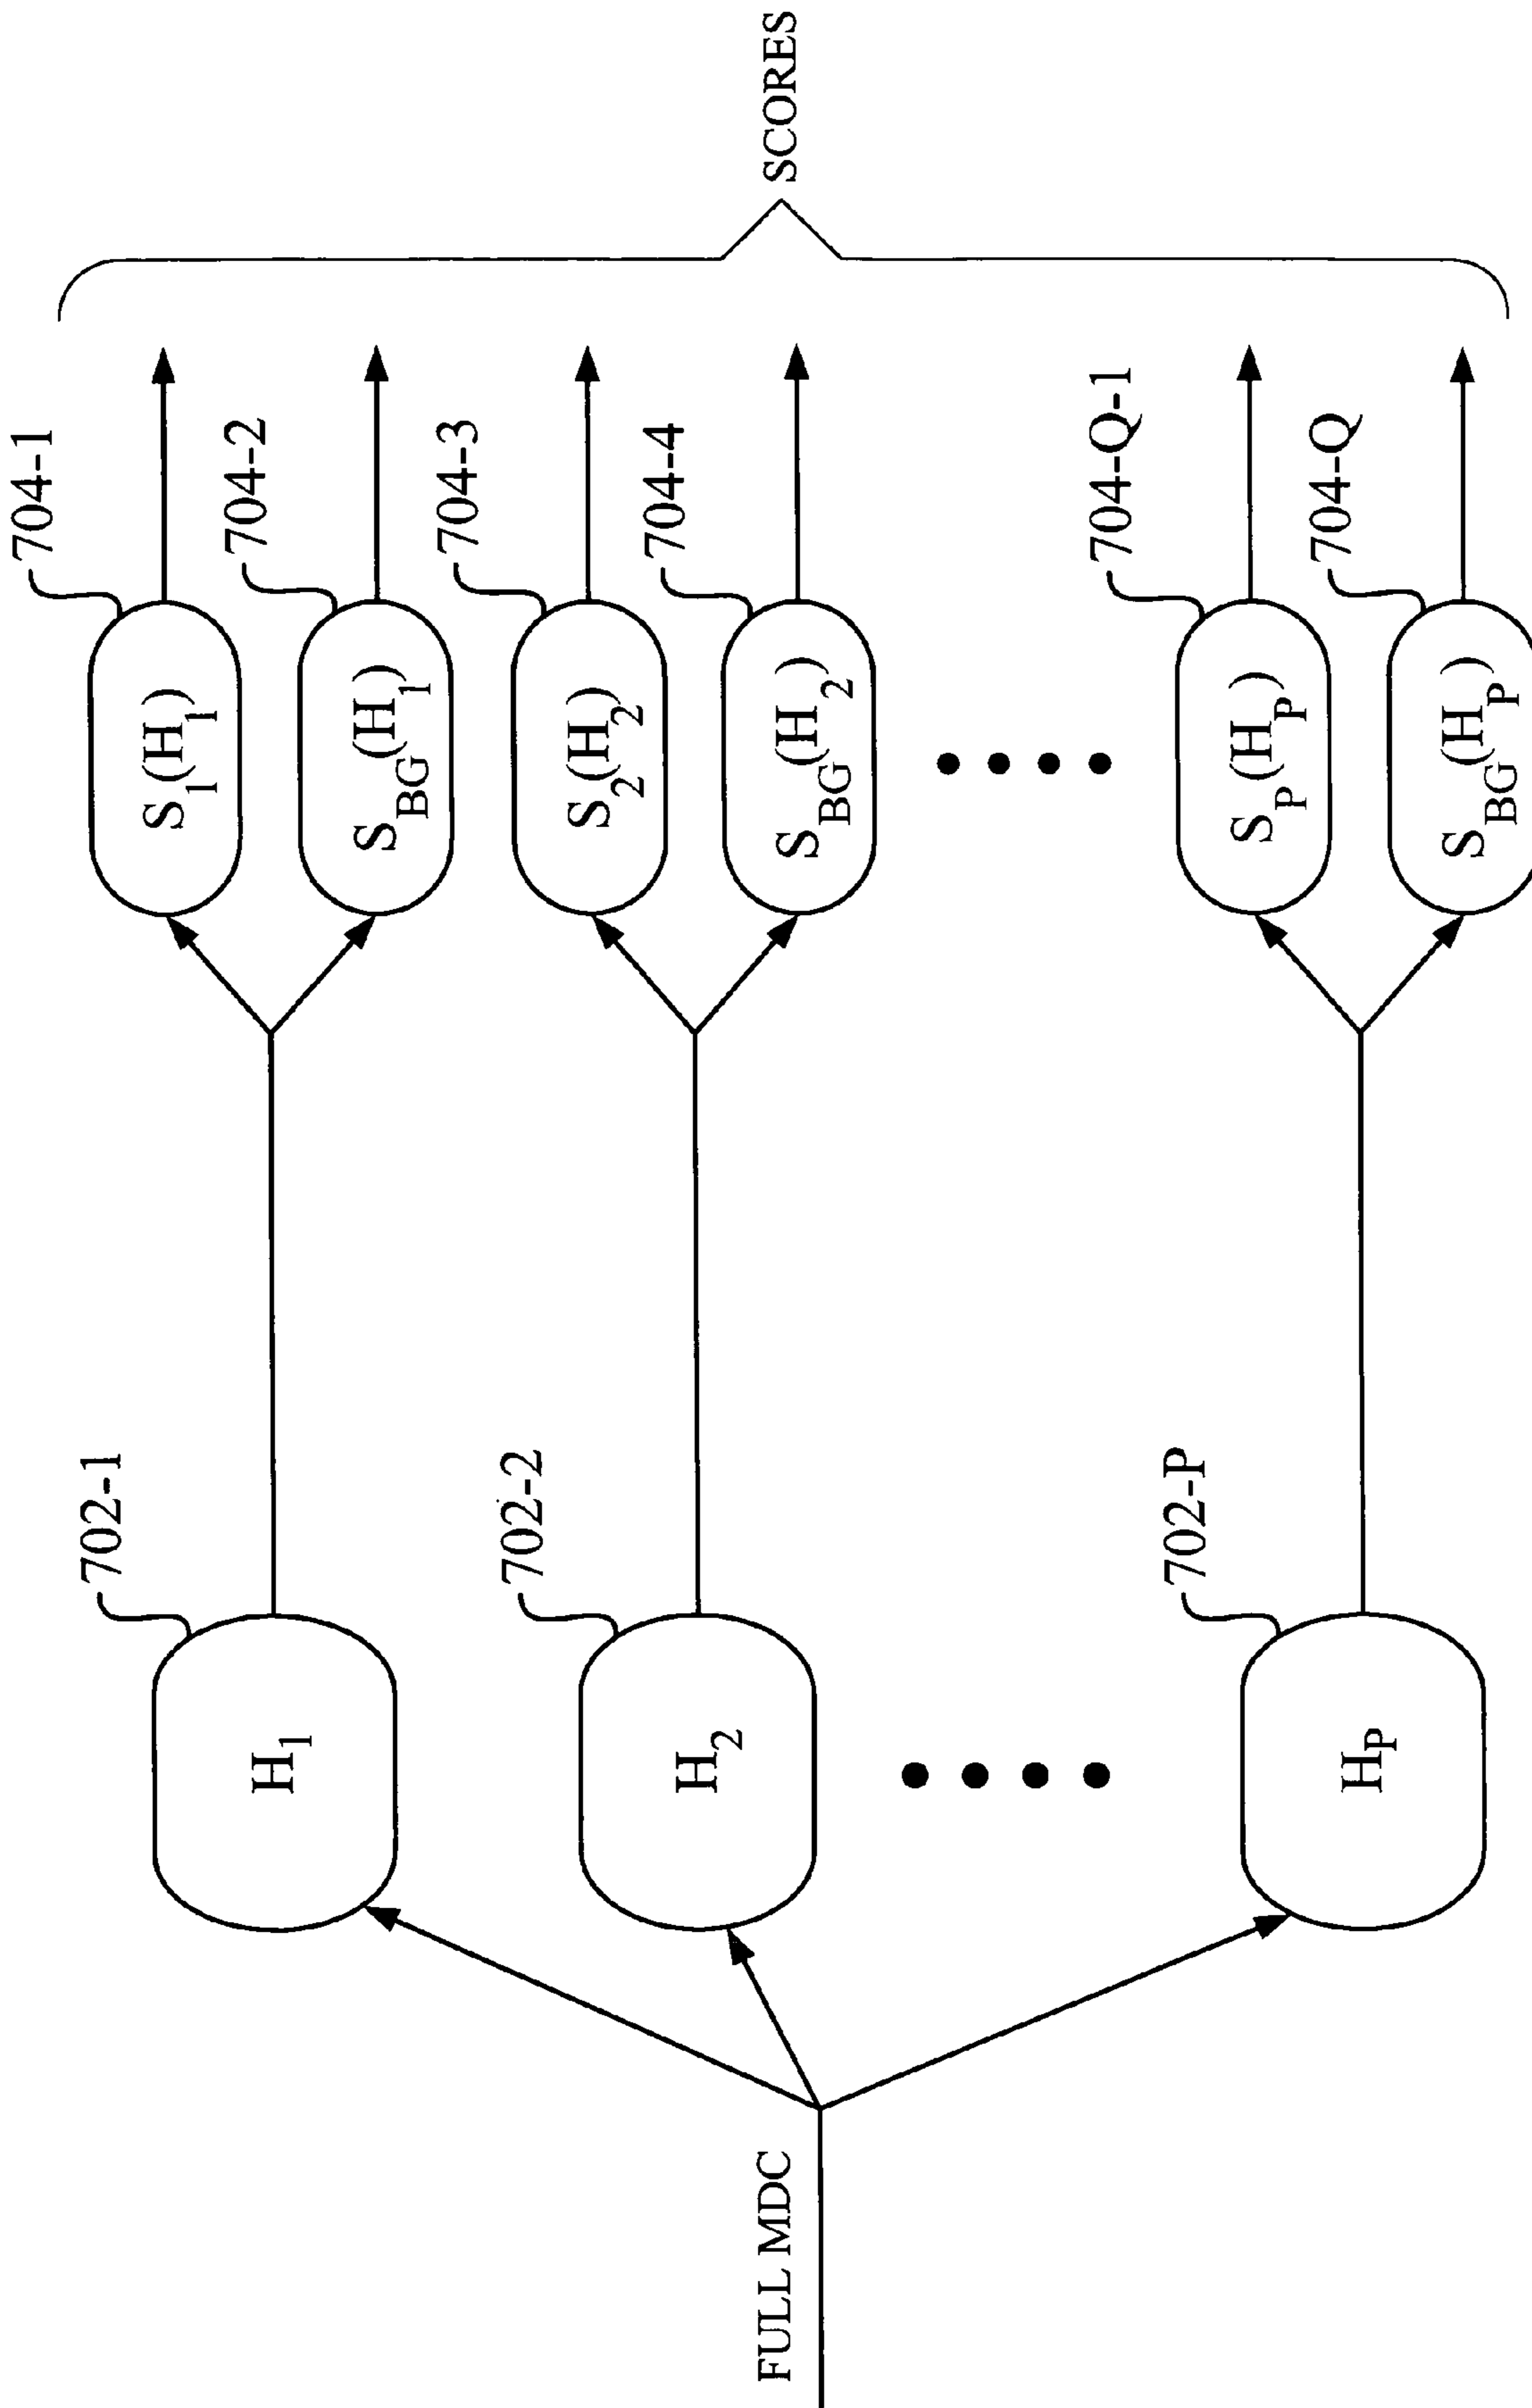 FULL MDC
H1
702-1
H2
702-2
HP
702-P
S1(H1)
704-1
SBG(H1)
704-2
S2(H2)
704-3
SBG(H2)
704-4
SP(HP)
704-Q-1
SBG(HP)
704-Q
SCORES